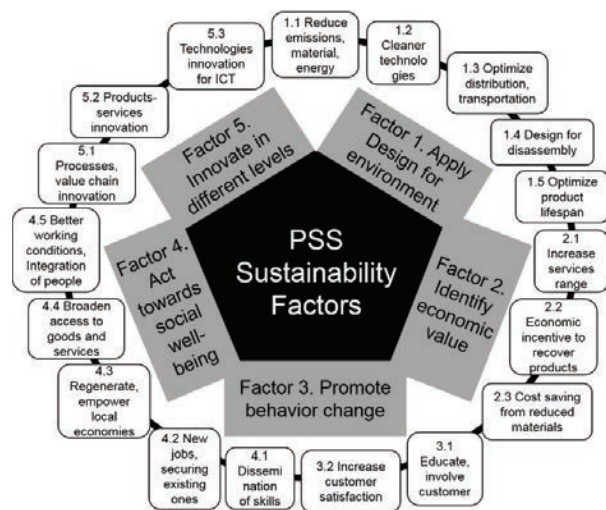 1.1 Reduce
emissions,
material,
energy
1.2
Cleaner
technolo
gies
1.3 Optimize
distribution,
transportation
1.4 Design for
disassembly
1.5 Optimize
product
lifespan
2.1
Increase
services
range
2.2
Economic
incentive to
recover
products
2.3 Cost saving
from reduced
materials
3.1
Educate,
involve
customer
3.2 Increase
customer
satisfaction
4.1
Dissemi
nation
of skills
4.2 New
jobs,
securing
existing
ones
4.3
Regenerate,
empower
local
economies
4.4
Broaden
access to
goods and
services
4.5 Better
working
conditions,
Integration
of people
5.1
Processes,
value chain
innovation
5.2 Products-
services
innovation
5.3
Technologies
innovation
for ICT
Factor 1. Apply
Design for
environment
Factor 2.
Identify
economic
value
Factor 3. Promote
behavior change
Factor 4.
Act
towards
social
well-
being
Factor 5.
Innovate in
different levels
PSS
Sustainability
Factors